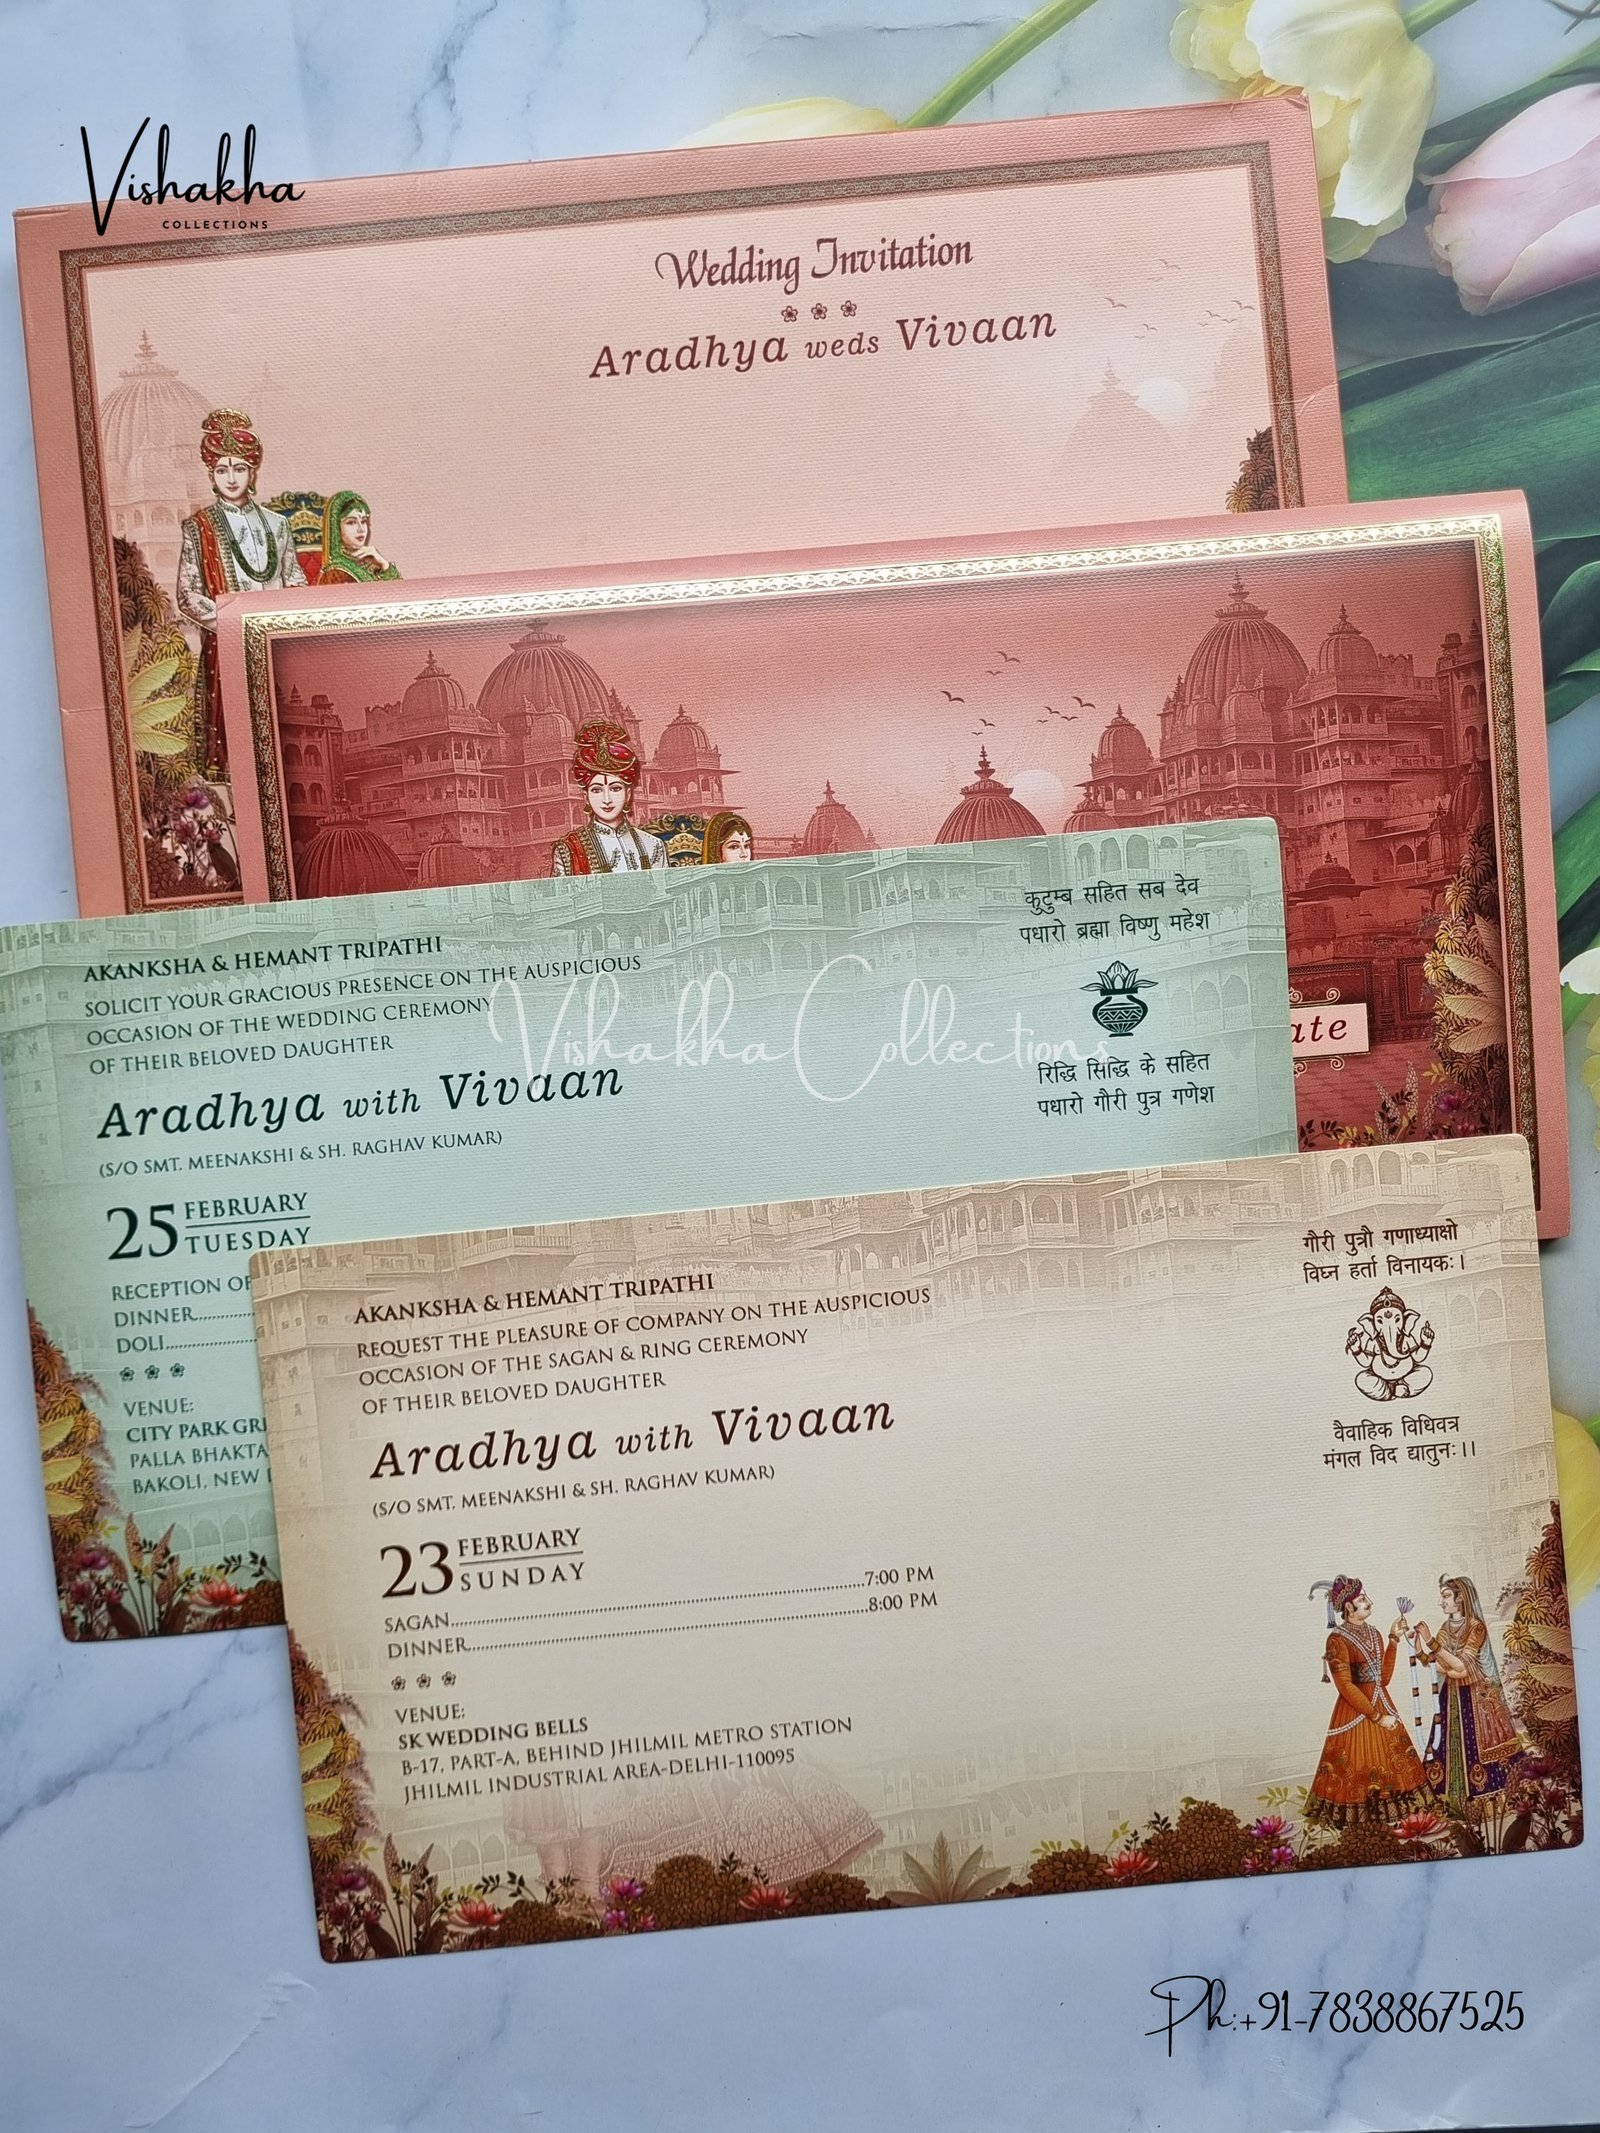 Vishakha
COLLECTIONS
Wedding Invitation
Aradhya weds Vivaan
AKANKSHA & HEMANT TRIPATHI
SOLICIT YOUR GRACIOUS PRESENCE ON THE AUSPICIOUS
OCCASION OF THE WEDDING CEREMONY
OF THEIR BELOVED DAUGHTER
Aradhya with Vivaan
(S/O SMT. MEENAKSHI & SH. RAGHAV KUMAR)
25 FEBRUARY
TUESDAY
RECEPTION OF
DINNER
DOLI
VENUE:
CITY PARK
PALLA
BAKOLI, NEW
कुटुम्ब सहित सब देव
पधारो ब्रह्मा विष्णु महेश
रिद्धि सिद्धि के सहित
पधारो गौरी पुत्र गणेश
Vishakha Collections
AKANKSHA & HEMANT TRIPATHI
REQUEST THE PLEASURE OF COMPANY ON THE AUSPICIOUS
OCCASION OF THE SAGAN & RING CEREMONY
OF THEIR BELOVED DAUGHTER
Aradhya with Vivaan
(S/O SMT. MEENAKSHI & SH. RAGHAV KUMAR)
23 FEBRUARY
SUNDAY
SAGAN 7:00 PM
DINNER 8:00 PM
VENUE:
SK WEDDING BELLS
B-17, PART-A, BEHIND JHILMIL METRO STATION
JHILMIL INDUSTRIAL AREA-DELHI-110095
गौरी पुत्रौ गणाध्याक्षो
विघ्न हर्ता विनायकः।
वैवाहिक विधिवत्र
मंगल विद द्यातुनः।।
Ph:+91-7838867525